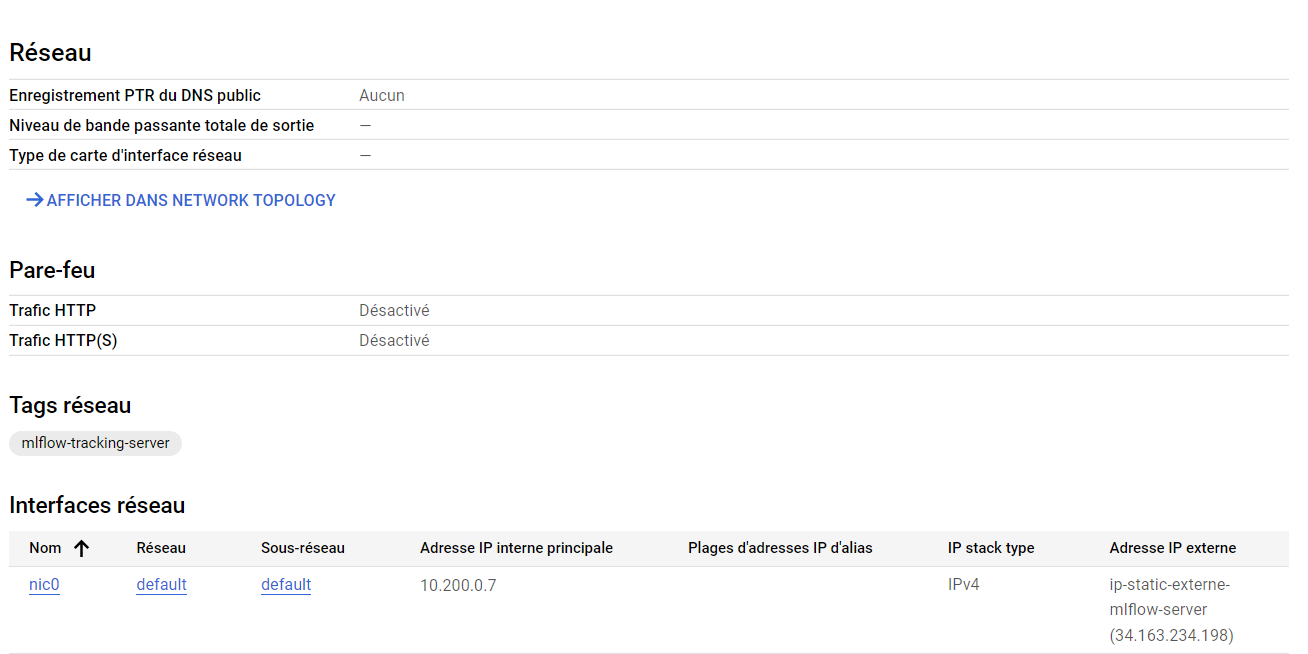 Réseau
Enregistrement PTR du DNS public Aucun
Niveau de bande passante totale de sortie —
Type de carte d'interface réseau —
AFFICHER DANS NETWORK TOPOLOGY
Pare-feu
Trafic HTTP Désactivé
Trafic HTTP(S) Désactivé
Tags réseau
mlflow-tracking-server
Interfaces réseau
Nom Réseau Sous-réseau Adresse IP interne principale Plages d'adresses IP d'alias IP stack type Adresse IP externe
nic0 default default 10.200.0.7 IPv4 ip-static-externe-
mlflow-server
(34.163.234.198)